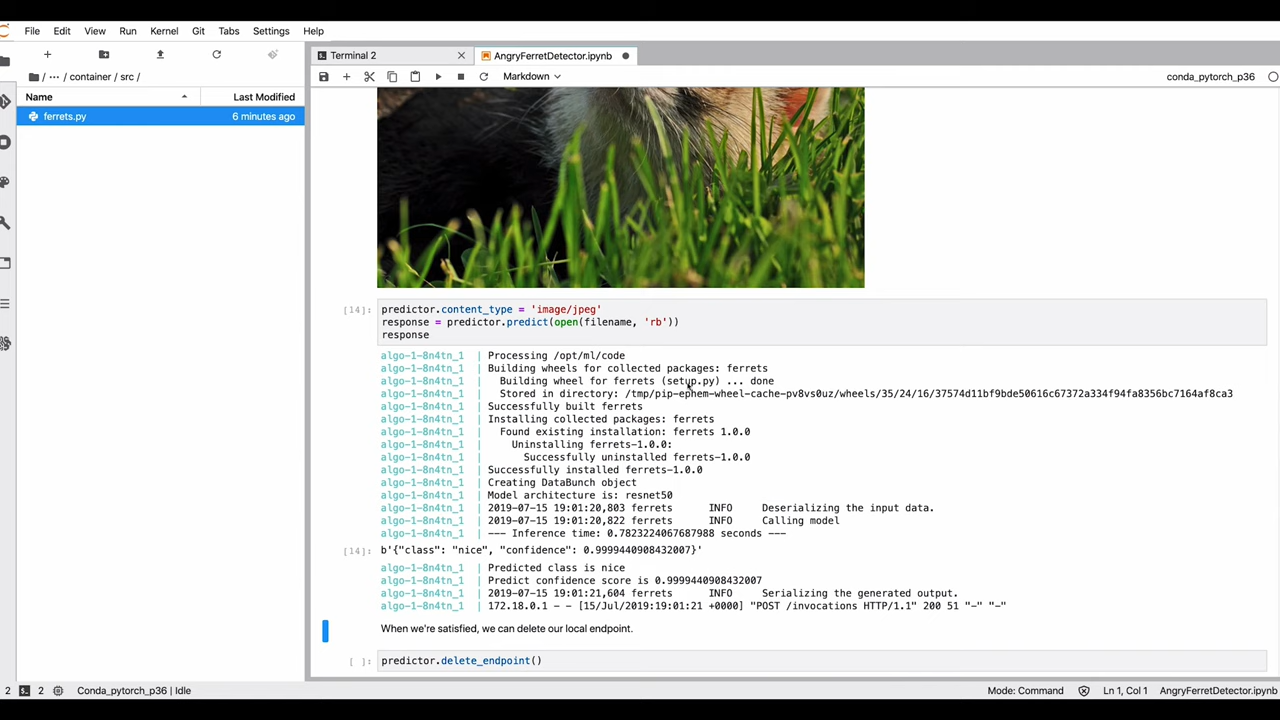 File Edit View Run Kernel Git Tabs Settings Help
Terminal 2
AngryFerretDetector.ipynb
/ ··· / container / src /
Markdown
conda_pytorch_p36
Name Last Modified
ferrets.py 6 minutes ago
[14]: predictor.content_type = 'image/jpeg'
response = predictor.predict(open(filename, 'rb'))
response
algo-1-8n4tn_1 | Processing /opt/ml/code
algo-1-8n4tn_1 | Building wheels for collected packages: ferrets
algo-1-8n4tn_1 | Building wheel for ferrets (setup.py) ... done
algo-1-8n4tn_1 | Stored in directory: /tmp/pip-ephem-wheel-cache-pv8vs0uz/wheels/35/24/16/37574d11bf9bde50616c67372a334f94fa8356bc7164af8ca3
algo-1-8n4tn_1 | Successfully built ferrets
algo-1-8n4tn_1 | Installing collected packages: ferrets
algo-1-8n4tn_1 | Found existing installation: ferrets 1.0.0
algo-1-8n4tn_1 | Uninstalling ferrets-1.0.0:
algo-1-8n4tn_1 | Successfully uninstalled ferrets-1.0.0
algo-1-8n4tn_1 | Successfully installed ferrets-1.0.0
algo-1-8n4tn_1 | Creating DataBunch object
algo-1-8n4tn_1 | Model architecture is: resnet50
algo-1-8n4tn_1 | 2019-07-15 19:01:20,803 ferrets INFO Deserializing the input data.
algo-1-8n4tn_1 | 2019-07-15 19:01:20,822 ferrets INFO Calling model
algo-1-8n4tn_1 | --- Inference time: 0.7823224067687988 seconds ---
[14]: b'{"class": "nice", "confidence": 0.9999440908432007}'
algo-1-8n4tn_1 | Predicted class is nice
algo-1-8n4tn_1 | Predict confidence score is 0.9999440908432007
algo-1-8n4tn_1 | 2019-07-15 19:01:21,604 ferrets INFO Serializing the generated output.
algo-1-8n4tn_1 | 172.18.0.1 - - [15/Jul/2019:19:01:21 +0000] "POST /invocations HTTP/1.1" 200 51 "-" "-"
When we're satisfied, we can delete our local endpoint.
[ ]: predictor.delete_endpoint()
2 2 Conda_pytorch_p36 | Idle
Mode: Command Ln 1, Col 1 AngryFerretDetector.ipynb